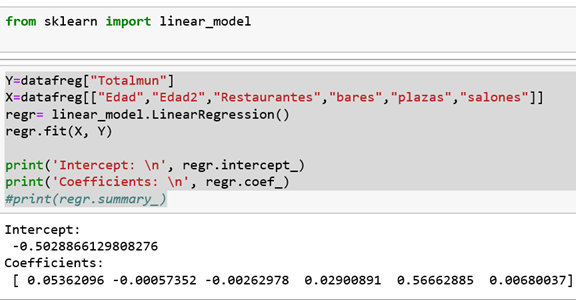 from sklearn import linear_model
Y=datafreg["Totalmun"]
X=datafreg[["Edad","Edad2","Restaurantes","bares","plazas","salones"]]
regr= linear_model.LinearRegression()
regr.fit(X, Y)
print('Intercept: \n', regr.intercept_)
print('Coefficients: \n', regr.coef_)
#print(regr.summary_)
Intercept:
-0.5028866129808276
Coefficients:
[ 0.05362096 -0.00057352 -0.00262978  0.02900891  0.56662885  0.00680037]